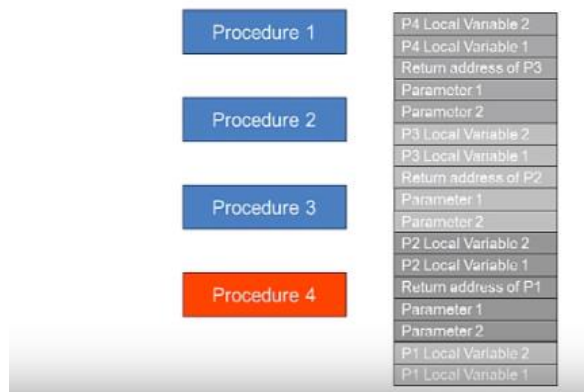 Procedure 1
Procedure 2
Procedure 3
Procedure 4
P4 Local Variable 2
P4 Local Variable 1
Return address of P3
Parameter 1
Parameter 2
P3 Local Variable 2
P3 Local Variable 1
Return address of P2
Parameter 1
Parameter 2
P2 Local Variable 2
P2 Local Variable 1
Return address of P1
Parameter 1
Parameter 2
P1 Local Variable 2
P1 Local Variable 1